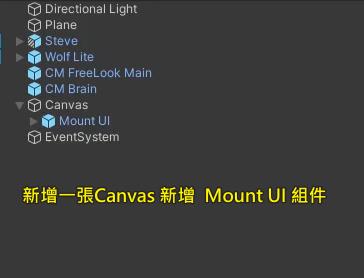 Directional Light
Plane
Steve
Wolf Lite
CM FreeLook Main
CM Brain
Canvas
Mount UI
EventSystem
新增一張Canvas 新增 Mount UI 組件